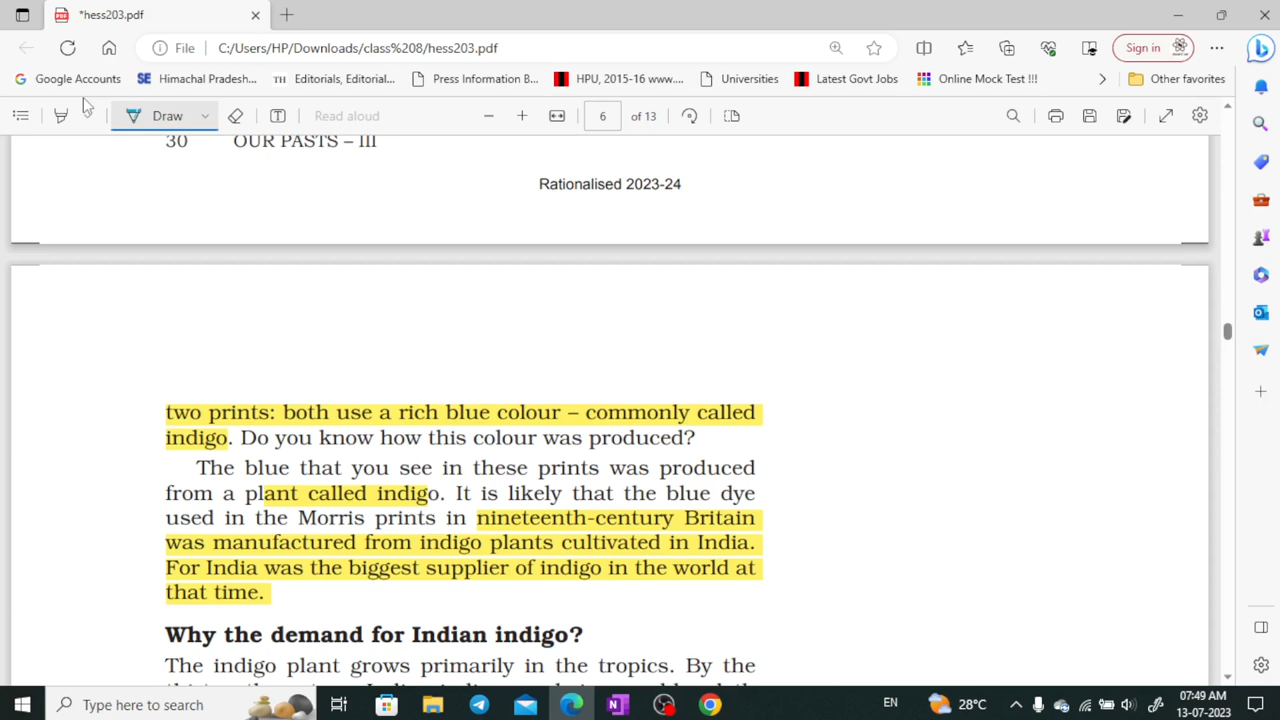 *hess203.pdf
File C:/Users/HP/Downloads/class%208/hess203.pdf Sign in
Google Accounts SE Himachal Pradesh... TH Editorials, Editorial... Press Information B... HPU, 2015-16 www.... Universities Latest Govt Jobs Online Mock Test !!! Other favorites
Draw Read aloud 6 of 13
30 OUR PASTS – III
Rationalised 2023-24
two prints: both use a rich blue colour – commonly called
indigo. Do you know how this colour was produced?
The blue that you see in these prints was produced
from a plant called indigo. It is likely that the blue dye
used in the Morris prints in nineteenth-century Britain
was manufactured from indigo plants cultivated in India.
For India was the biggest supplier of indigo in the world at
that time.
Why the demand for Indian indigo?
The indigo plant grows primarily in the tropics. By the
Type here to search EN 28°C 07:49 AM
13-07-2023